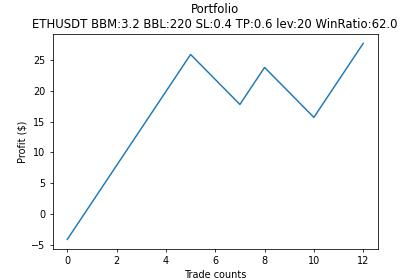 Portfolio
ETHUSDT BBM:3.2 BBL:220 SL:0.4 TP:0.6 lev:20 WinRatio:62.0
25
20
15
10
5
0
−5
Profit ($)
0 2 4 6 8 10 12
Trade counts